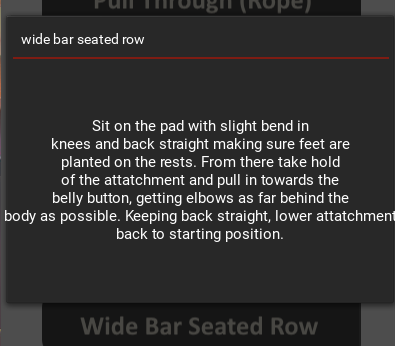 Pull Through (Rope)
wide bar seated row
Sit on the pad with slight bend in
knees and back straight making sure feet are
planted on the rests. From there take hold
of the attatchment and pull in towards the
belly button, getting elbows as far behind the
body as possible. Keeping back straight, lower attatchment
back to starting position.
Wide Bar Seated Row